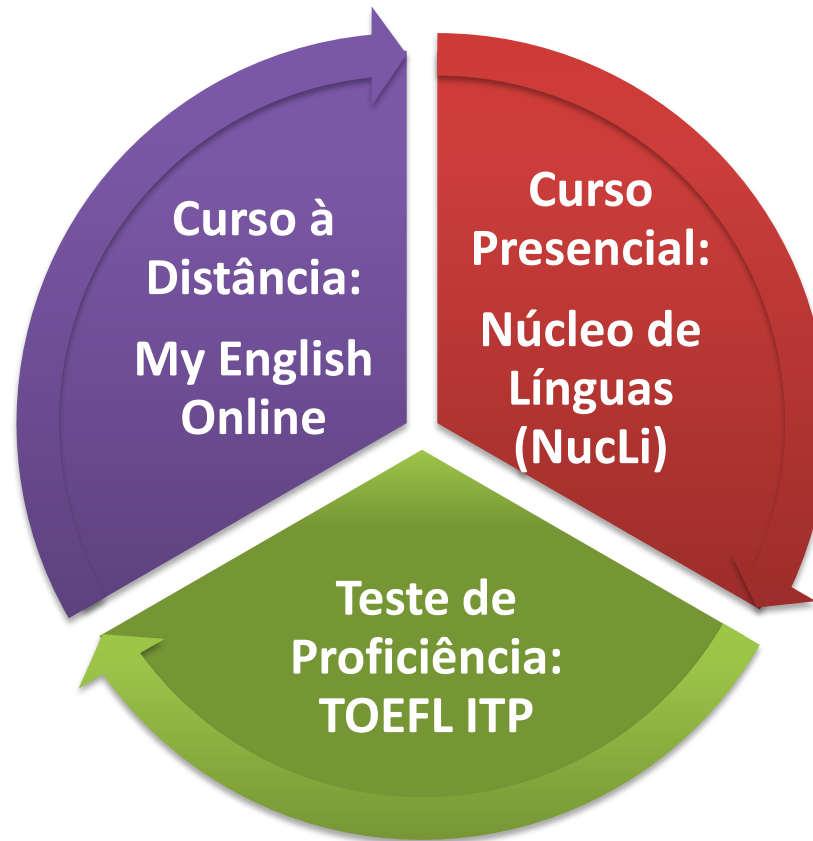 Curso à
Distância:
My English
Online
Curso
Presencial:
Núcleo de
Línguas
(NucLi)
Teste de
Proficiência:
TOEFL ITP